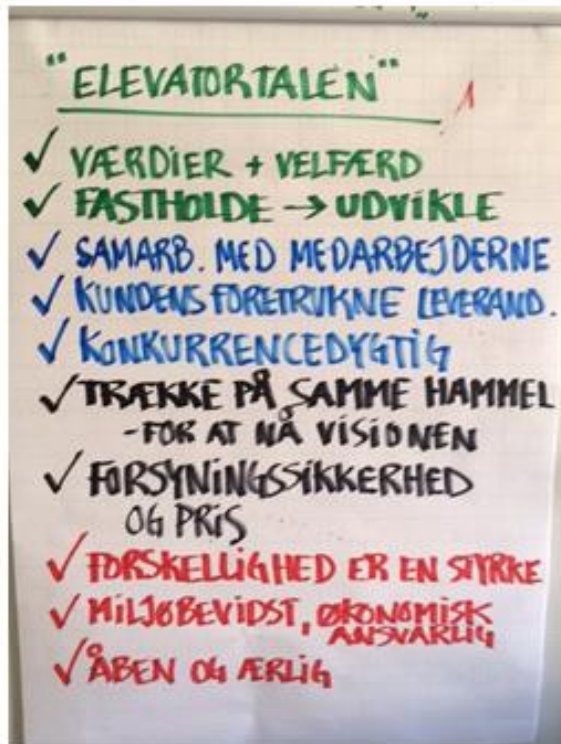 "ELEVATORTALEN"
1
✓ VÆRDIER + VELFÆRD
✓ FASTHOLDE → UDVIKLE
✓ SAMARB. MED MEDARBEJDERNE
✓ KUNDENS FORETRUKNE LEVERAND.
✓ KONKURRENCEDYGTIG
✓ TRÆKKE PÅ SAMME HAMMEL
- FOR AT NÅ VISIONEN
✓ FORSYNINGSSIKKERHED
OG PRIS
✓ FORSKELLIGHED ER EN STYRKE
✓ MILJØBEVIDST, ØKONOMISK
ANSVARLIG
✓ ÅBEN OG ÆRLIG